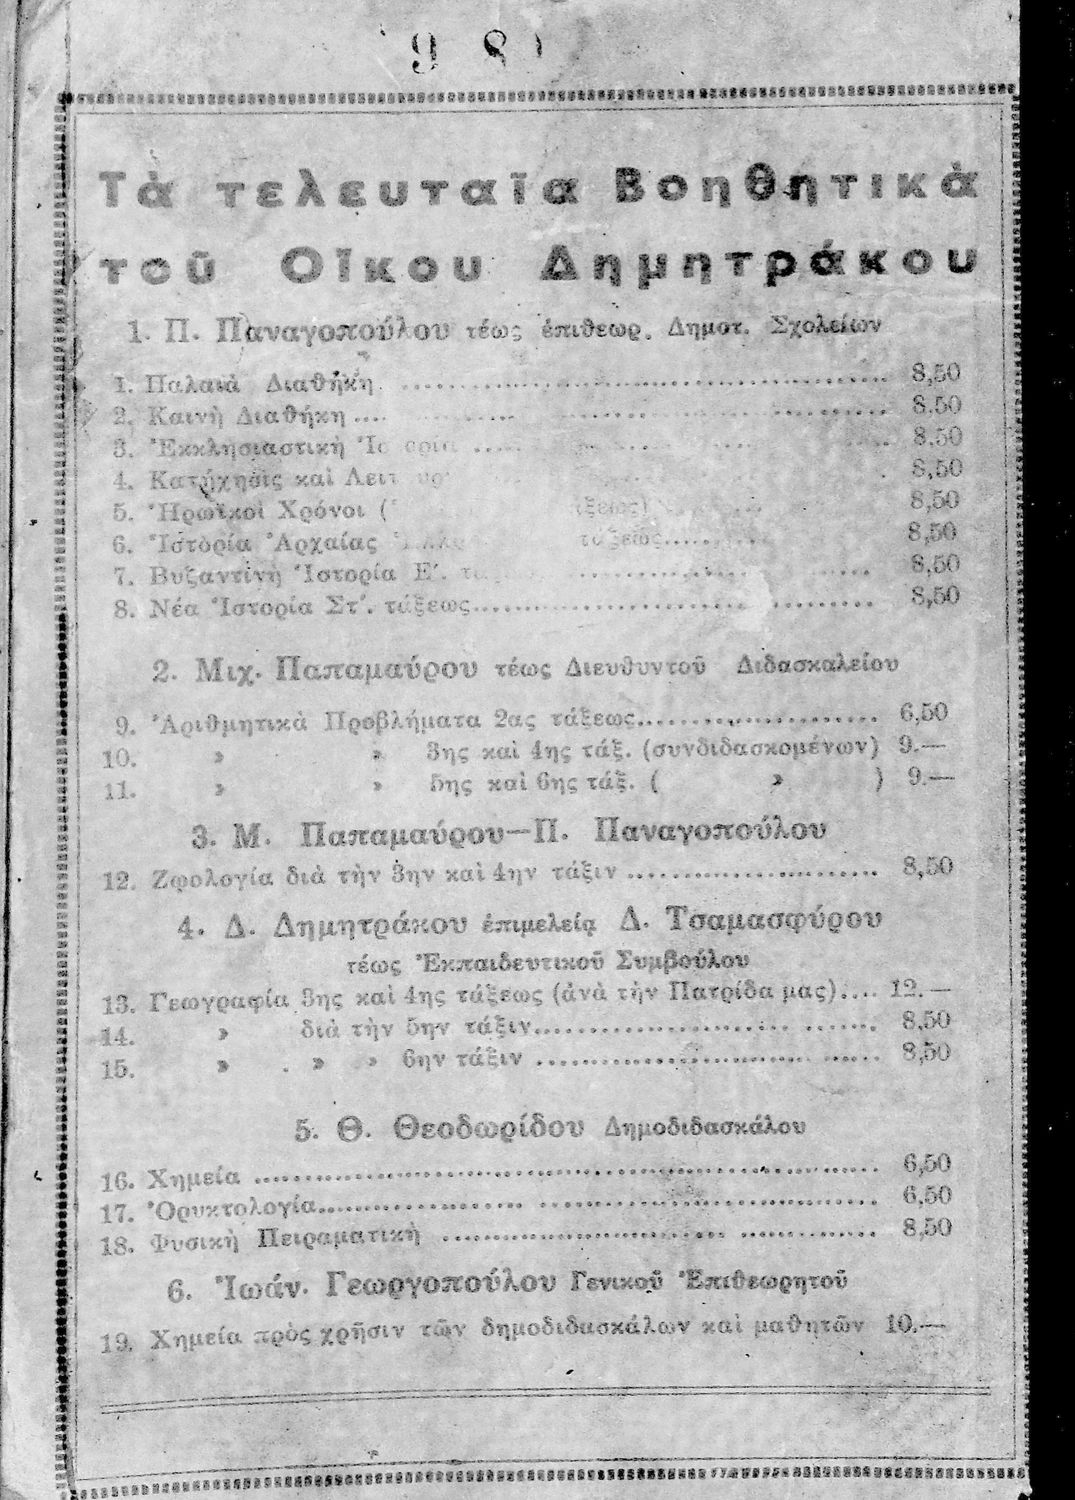 98
Τὰ τελευταῖα Βοηθητικὰ
τοῦ Οἴκου Δημητράκου
1. Π. Παναγοπούλου τέως ἐπιθεωρ. Δημοτ. Σχολείων
1. Παλαιὰ Διαθήκη ........ 8,50
2. Καινὴ Διαθήκη ........ 8.50
3. Ἐκκλησιαστικὴ Ἱστορία ........ 8.50
4. Κατήχησις καὶ 8,50
5. Ἡρωϊκοὶ Χρόνοι ( τάξεως) 8,50
6. Ἱστορία Ἀρχαίας τάξεως ........ 8,50
7. Βυζαντινὴ Ἱστορία Ε΄. ........ 8,50
8. Νέα Ἱστορία Στ΄. τάξεως ........ 8,50
2. Μιχ. Παπαμαύρου τέως Διευθυντοῦ Διδασκαλείου
9. Ἀριθμητικὰ Προβλήματα 2ας τάξεως ........ 6,50
10. » » 3ης καὶ 4ης τάξ. (συνδιδασκομένων) 9.—
11. » » 5ης καὶ 6ης τάξ. ( » ) 9.—
3. Μ. Παπαμαύρου—Π. Παναγοπούλου
12. Ζῳολογία διὰ τὴν 3ην καὶ 4ην τάξιν ........ 8,50
4. Δ. Δημητράκου ἐπιμελείᾳ Δ. Τσαμασφύρου
τέως Ἐκπαιδευτικοῦ Συμβούλου
13. Γεωγραφία 3ης καὶ 4ης τάξεως (ἀνὰ τὴν Πατρίδα μας) .... 12.—
14. » διὰ τὴν 5ην τάξιν ........ 8,50
15. » » » 6ην τάξιν ........ 8,50
5. Θ. Θεοδωρίδου Δημοδιδασκάλου
16. Χημεία ........ 6,50
17. Ὀρυκτολογία ........ 6,50
18. Φυσικὴ Πειραματικὴ ........ 8,50
6. Ἰωάν. Γεωργοπούλου Γενικοῦ Ἐπιθεωρητοῦ
19. Χημεία πρὸς χρῆσιν τῶν δημοδιδασκάλων καὶ μαθητῶν 10.—